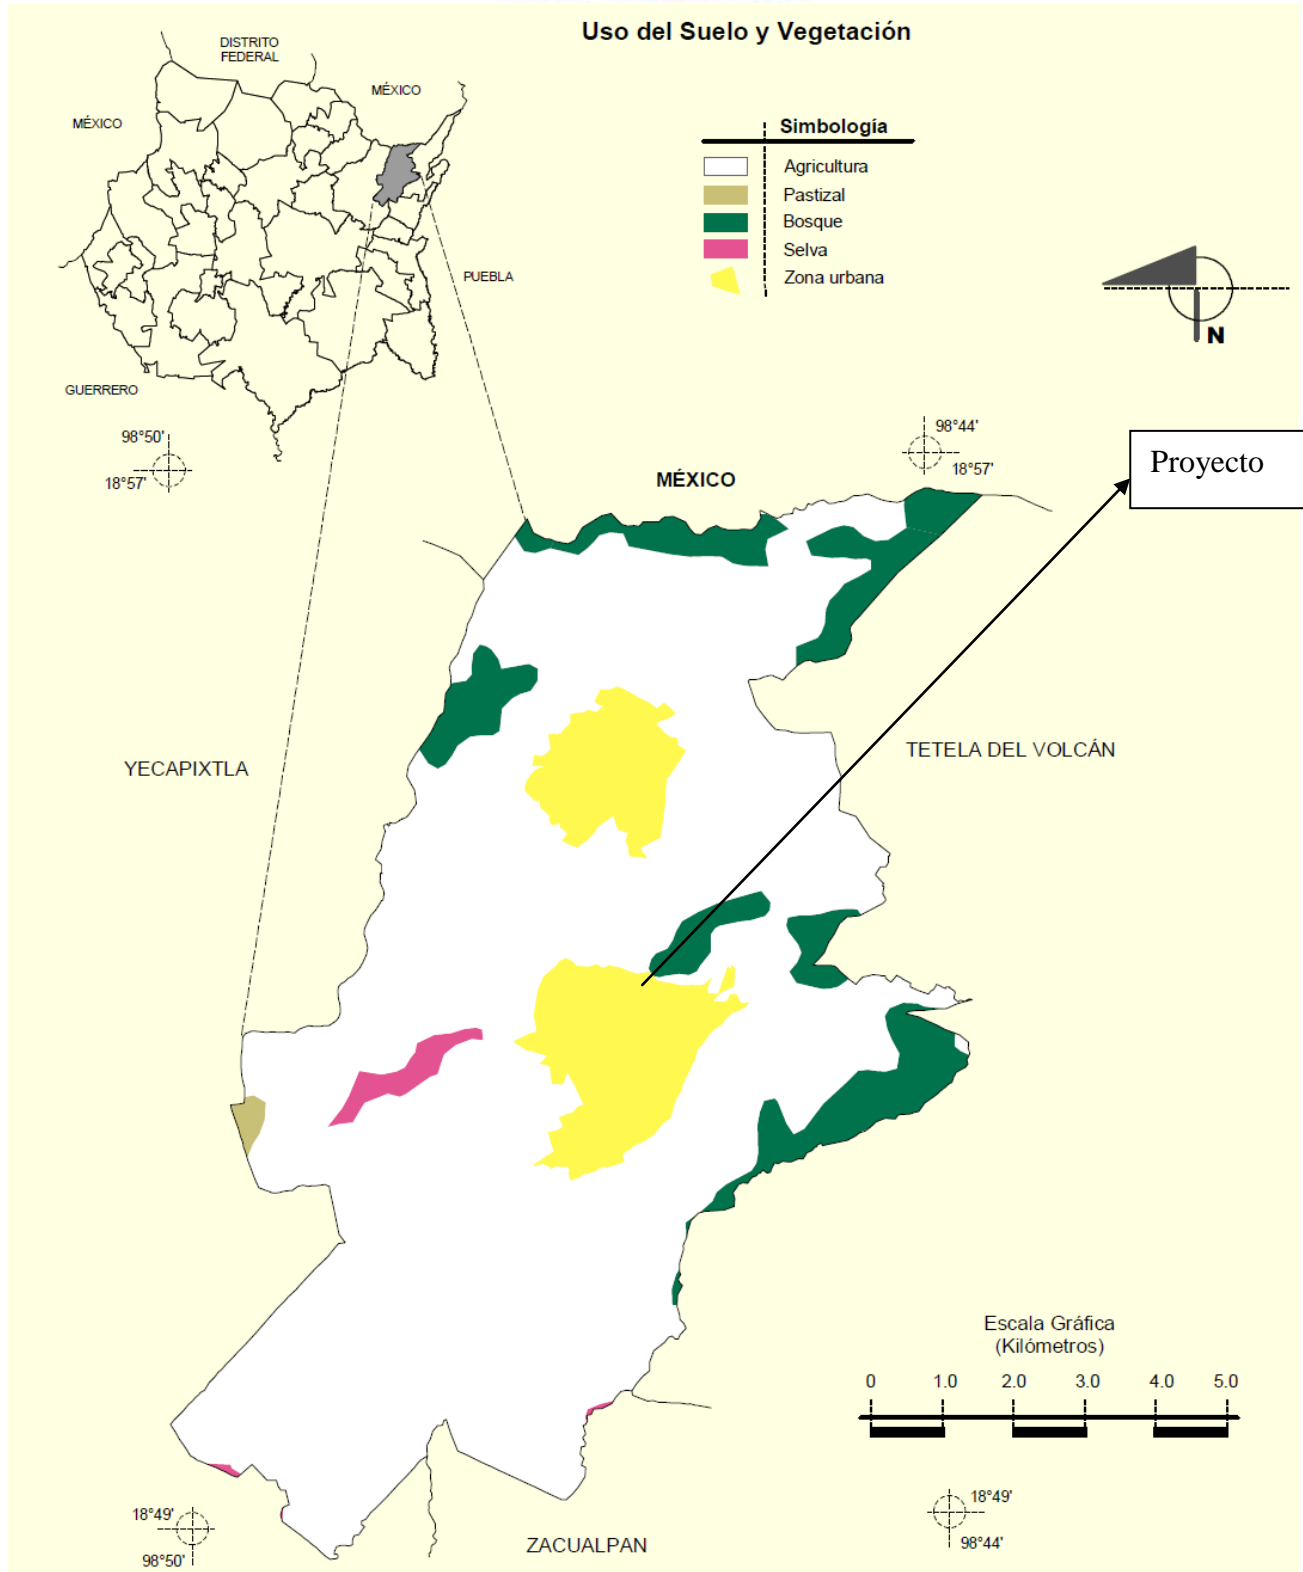 Uso del Suelo y Vegetación
DISTRITO
FEDERAL
MÉXICO
MÉXICO
PUEBLA
GUERRERO
Simbología
Agricultura
Pastizal
Bosque
Selva
Zona urbana
N
98°50'
18°57'
98°44'
18°57'
Proyecto
MÉXICO
YECAPIXTLA
TETELA DEL VOLCÁN
Escala Gráfica
(Kilómetros)
0 1.0 2.0 3.0 4.0 5.0
18°49'
98°50'
ZACUALPAN
18°49'
98°44'